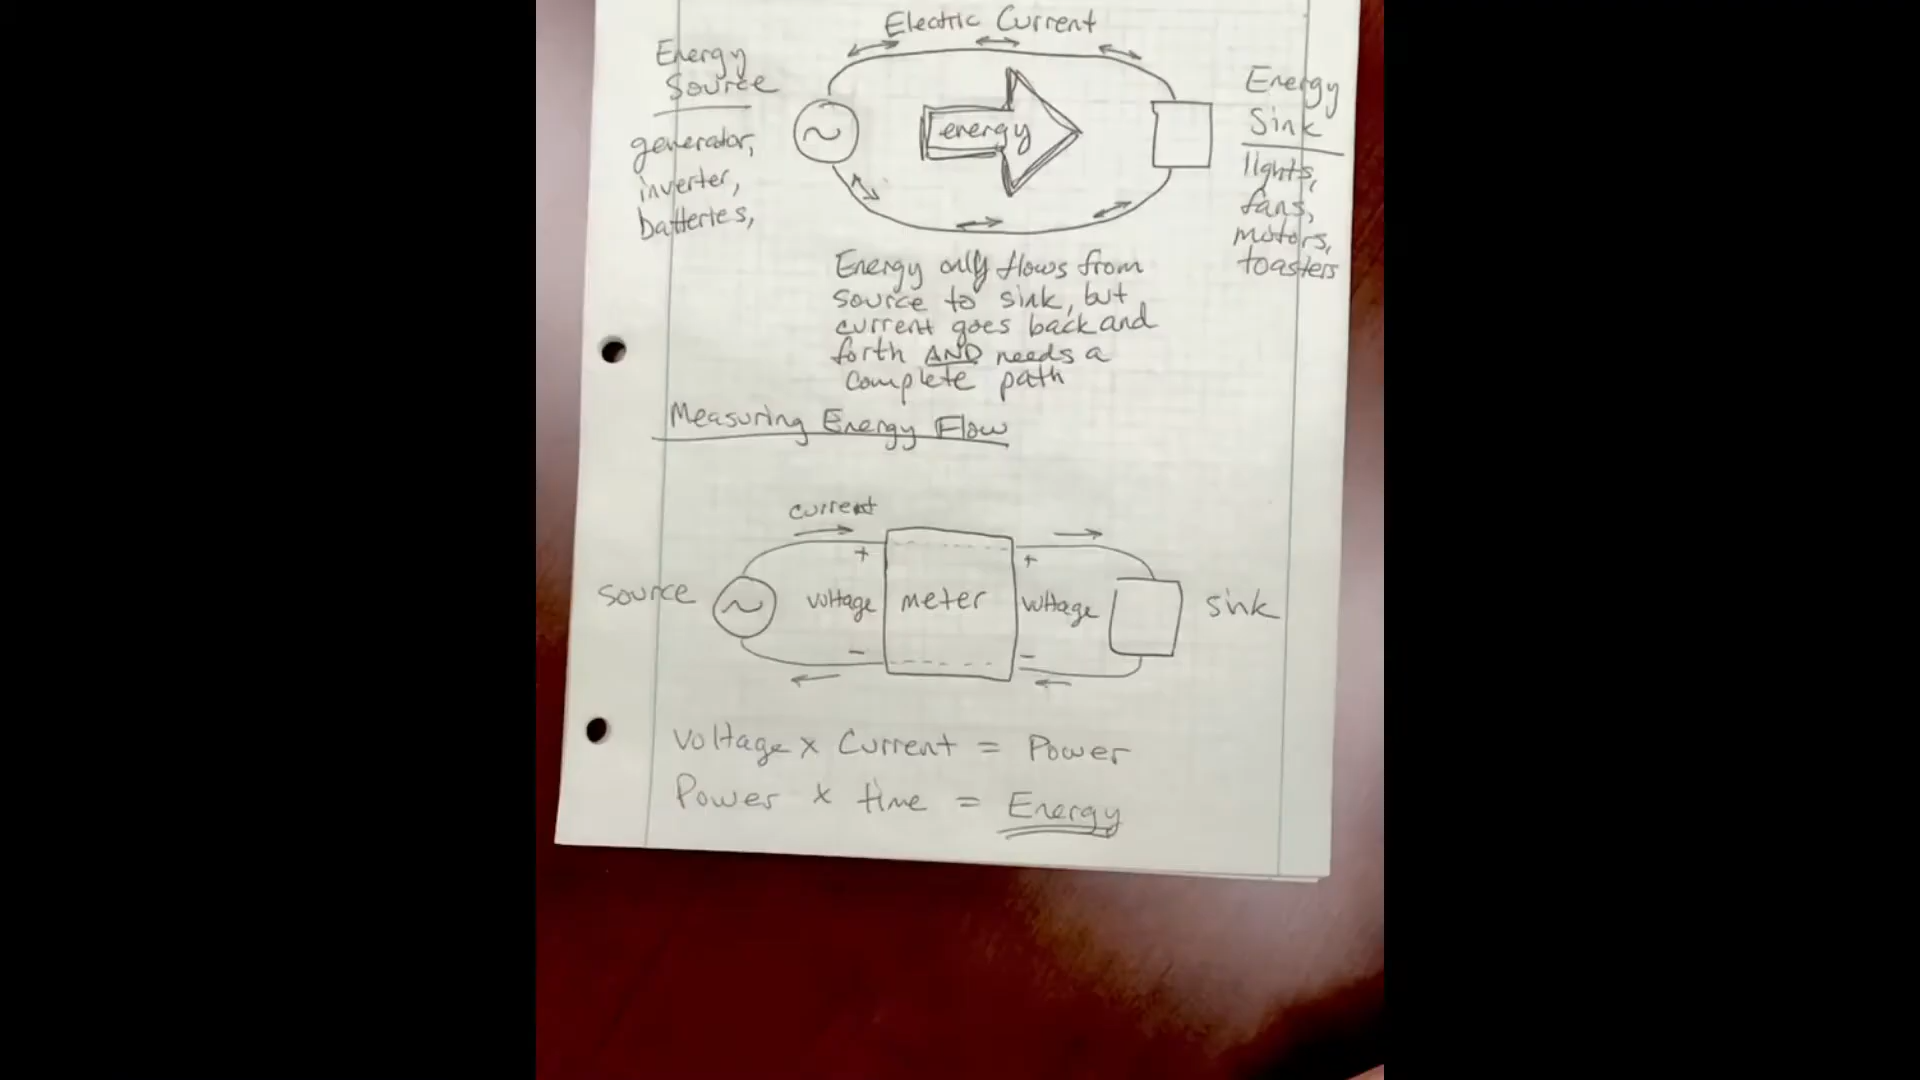 Electric Current
Energy
Source
generator,
inverter,
batteries,
energy
Energy
Sink
lights,
fans,
motors,
toasters
Energy only flows from
source to sink, but
current goes back and
forth AND needs a
complete path
Measuring Energy Flow
current
+
+
source
voltage
meter
voltage
sink
-
-
Voltage x Current = Power
Power x time = Energy